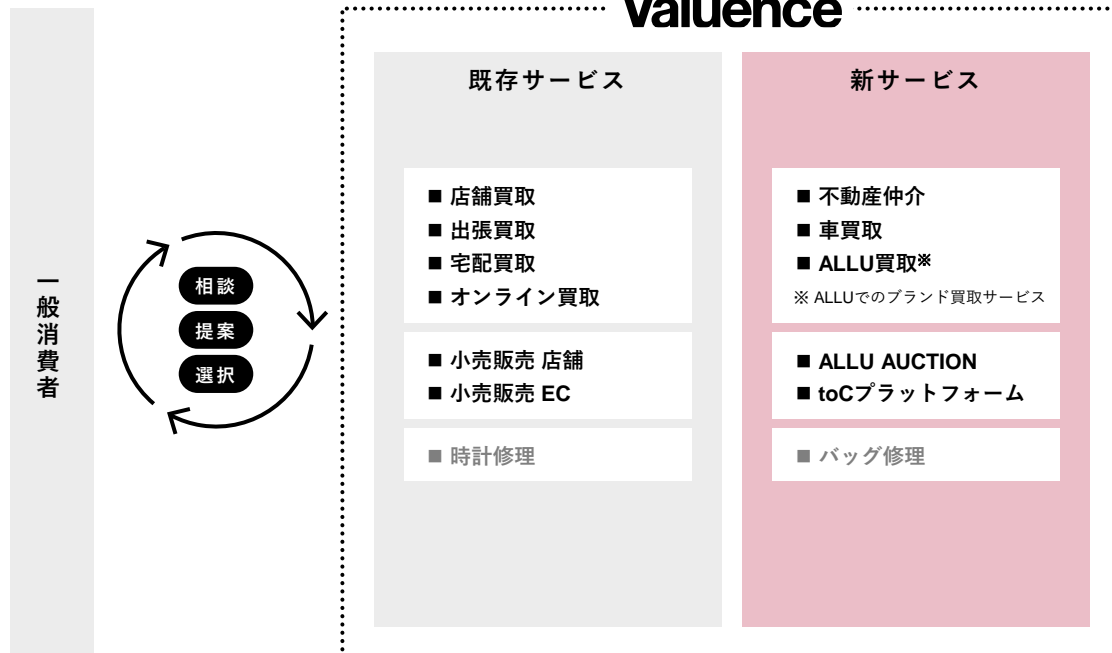 Valuence
一般消費者
相談
提案
選択
既存サービス
■ 店舗買取
■ 出張買取
■ 宅配買取
■ オンライン買取
■ 小売販売 店舗
■ 小売販売 EC
■ 時計修理
新サービス
■ 不動産仲介
■ 車買取
■ ALLU買取※
※ ALLUでのブランド買取サービス
■ ALLU AUCTION
■ toCプラットフォーム
■ バッグ修理